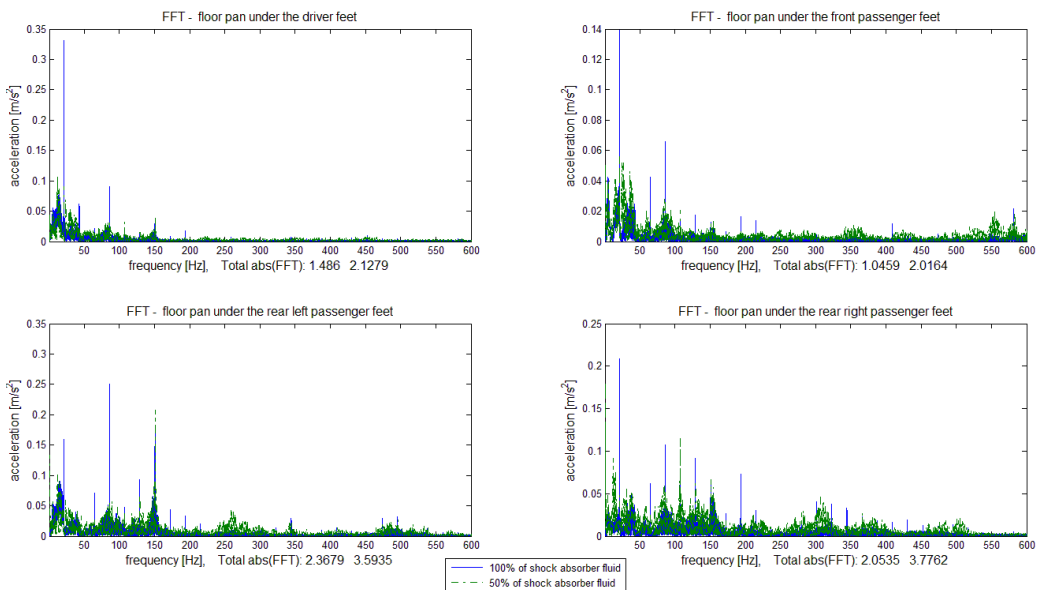 FFT - floor pan under the driver feet
0.35
0.3
0.25
0.2
0.15
0.1
0.05
0
acceleration [m/s²]
50 100 150 200 250 300 350 400 450 500 550 600
frequency [Hz], Total abs(FFT): 1.486 2.1279
FFT - floor pan under the front passenger feet
0.14
0.12
0.1
0.08
0.06
0.04
0.02
0
acceleration [m/s²]
50 100 150 200 250 300 350 400 450 500 550 600
frequency [Hz], Total abs(FFT): 1.0459 2.0164
FFT - floor pan under the rear left passenger feet
0.35
0.3
0.25
0.2
0.15
0.1
0.05
0
acceleration [m/s²]
50 100 150 200 250 300 350 400 450 500 550 600
frequency [Hz], Total abs(FFT): 2.3679 3.5935
FFT - floor pan under the rear right passenger feet
0.25
0.2
0.15
0.1
0.05
0
acceleration [m/s²]
50 100 150 200 250 300 350 400 450 500 550 600
frequency [Hz], Total abs(FFT): 2.0535 3.7762
100% of shock absorber fluid
50% of shock absorber fluid